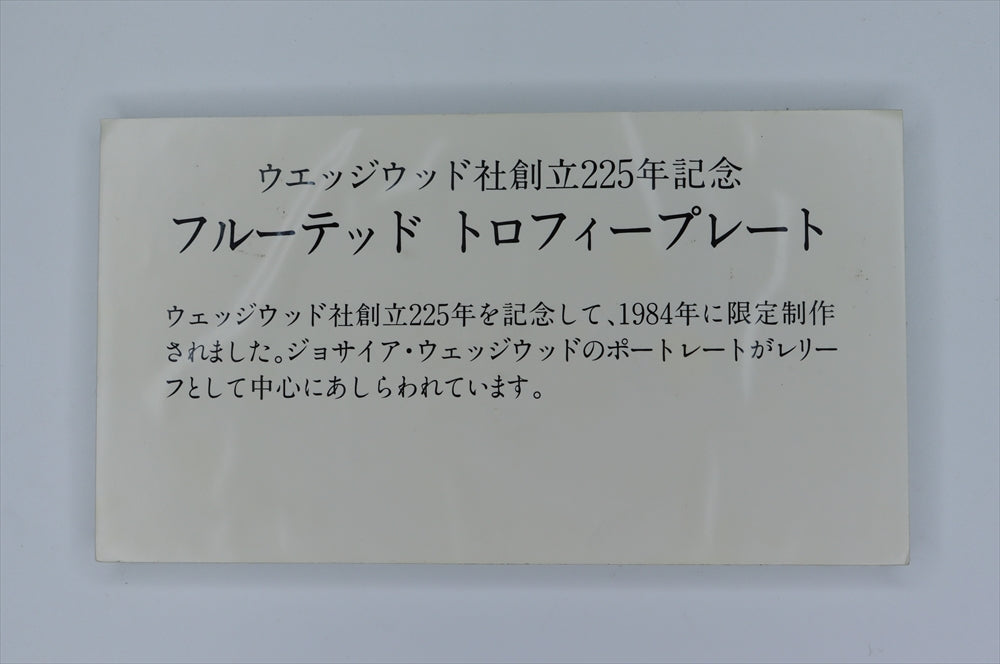 ウエッジウッド社創立225年記念
フルーテッド トロフィープレート
ウェッジウッド社創立225年を記念して、1984年に限定制作
されました。ジョサイア・ウェッジウッドのポートレートがレリー
フとして中心にあしらわれています。